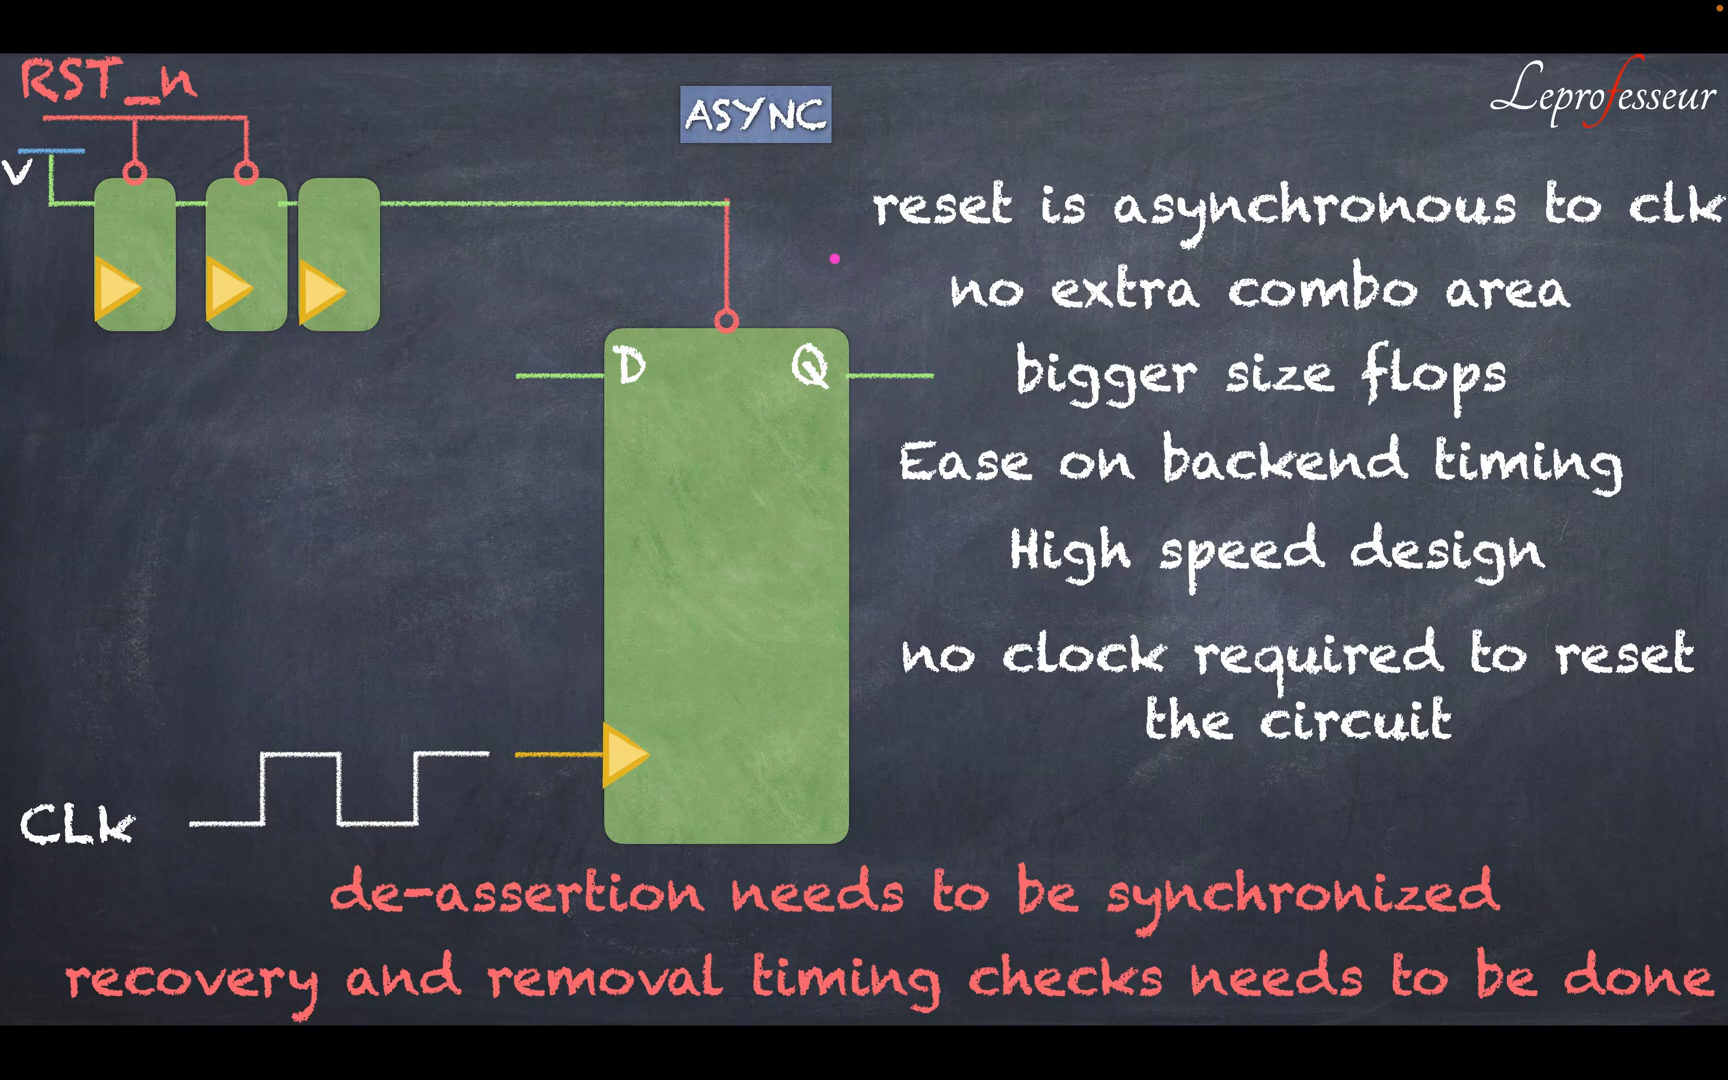 RST_n
ASYNC
Leprofesseur
V
reset is asynchronous to clk
no extra combo area
D
Q
bigger size flops
Ease on backend timing
High speed design
no clock required to reset
the circuit
CLk
de-assertion needs to be synchronized
recovery and removal timing checks needs to be done